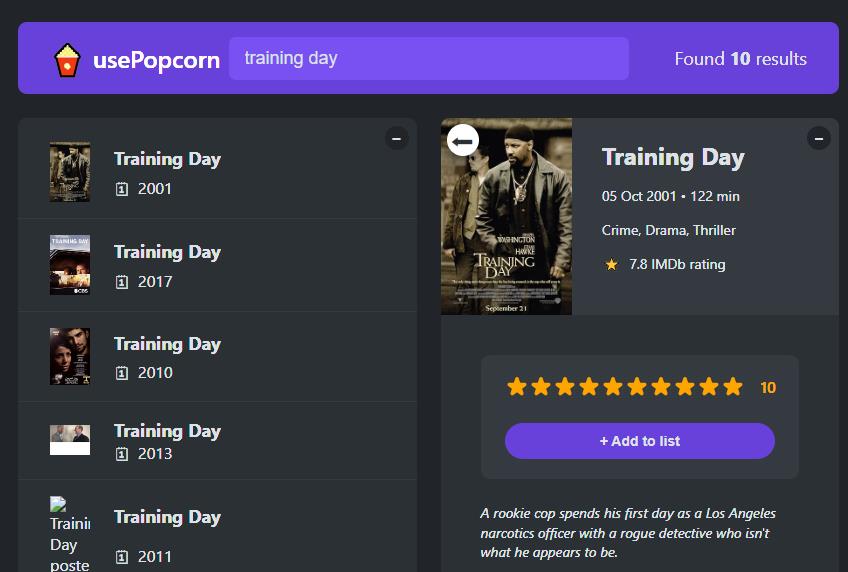 usePopcorn
training day
Found 10 results
Training Day
2001
TRAINING DAY
CBS
Training Day
2017
Training Day
2010
Training Day
2013
Traini
Day
poste
Training Day
2011
WASHINGTON
HAWKE
TRAINING
DAY
September 21
Training Day
05 Oct 2001 • 122 min
Crime, Drama, Thriller
7.8 IMDb rating
10
+ Add to list
A rookie cop spends his first day as a Los Angeles
narcotics officer with a rogue detective who isn't
what he appears to be.